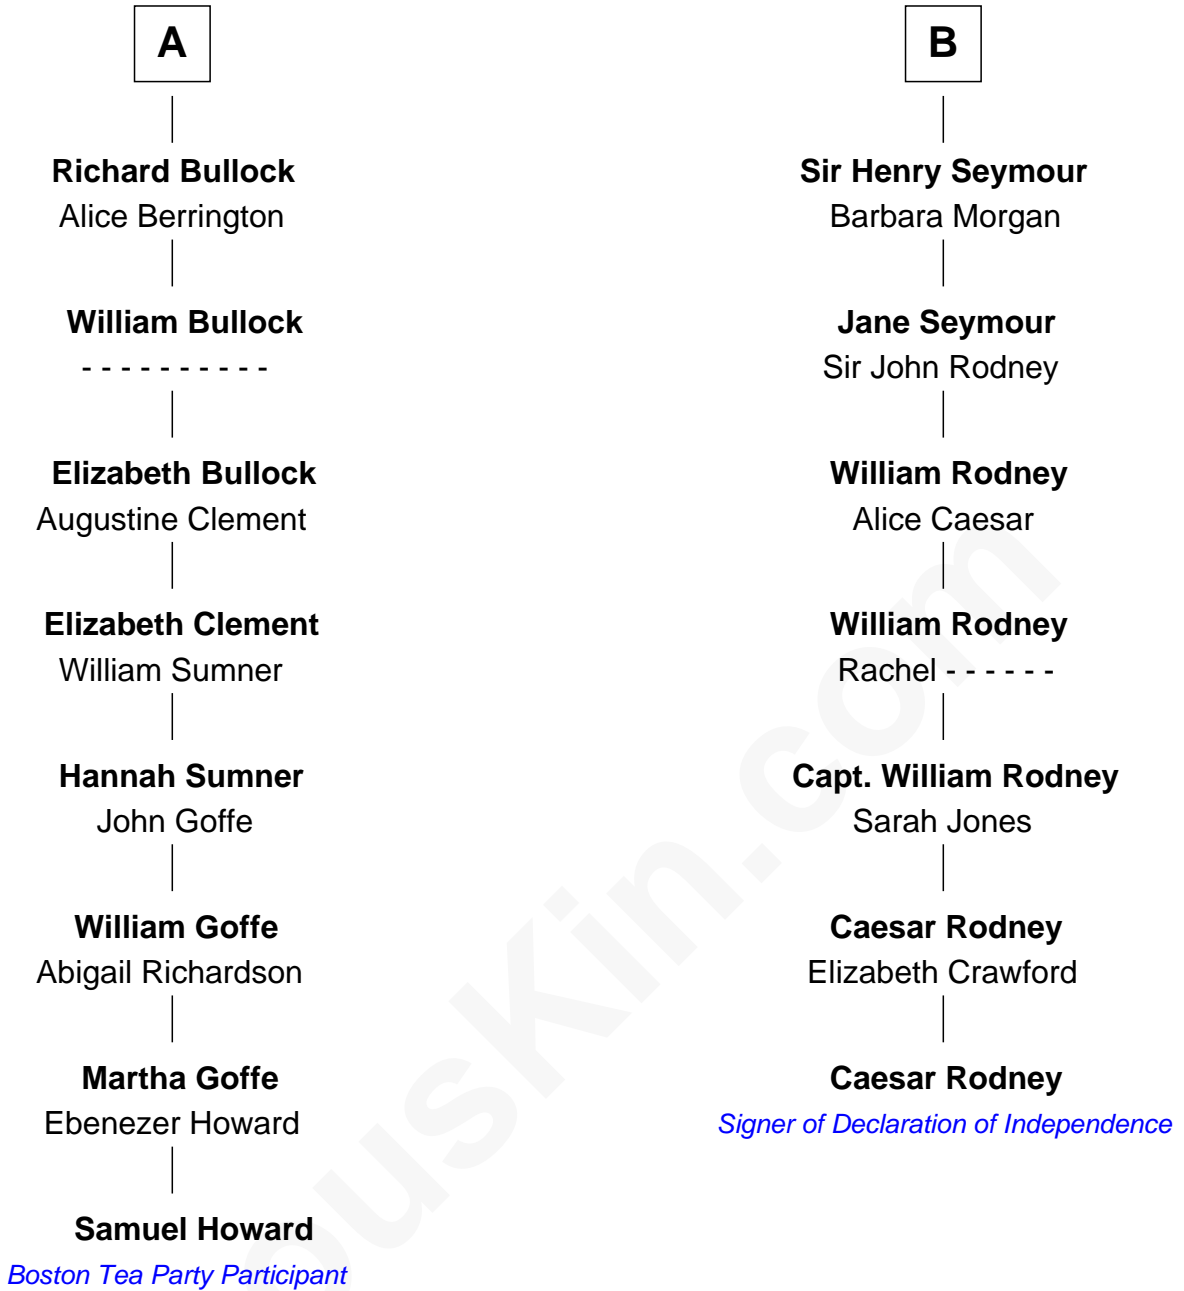 A
Richard Bullock
Alice Berrington
William Bullock
- - - - - - - - - -
Elizabeth Bullock
Augustine Clement
Elizabeth Clement
William Sumner
Hannah Sumner
John Goffe
William Goffe
Abigail Richardson
Martha Goffe
Ebenezer Howard
Samuel Howard
Boston Tea Party Participant
B
Sir Henry Seymour
Barbara Morgan
Jane Seymour
Sir John Rodney
William Rodney
Alice Caesar
William Rodney
Rachel - - - - - -
Capt. William Rodney
Sarah Jones
Caesar Rodney
Elizabeth Crawford
Caesar Rodney
Signer of Declaration of Independence
ousKin.com